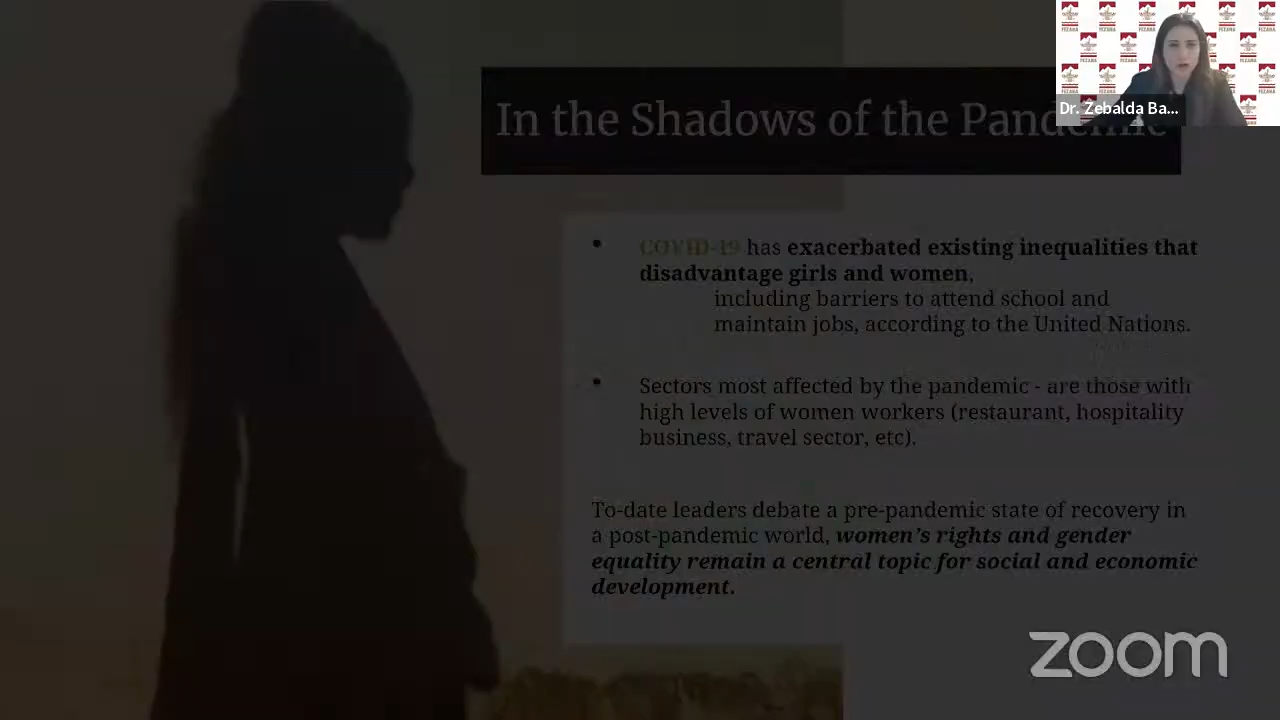 In the Shadows of the Pandemic
Dr. Zebalda Ba...
FEZANA
• COVID-19 has exacerbated existing inequalities that
disadvantage girls and women,
including barriers to attend school and
maintain jobs, according to the United Nations.
• Sectors most affected by the pandemic - are those with
high levels of women workers (restaurant, hospitality
business, travel sector, etc).
To-date leaders debate a pre-pandemic state of recovery in
a post-pandemic world, women's rights and gender
equality remain a central topic for social and economic
development.
zoom